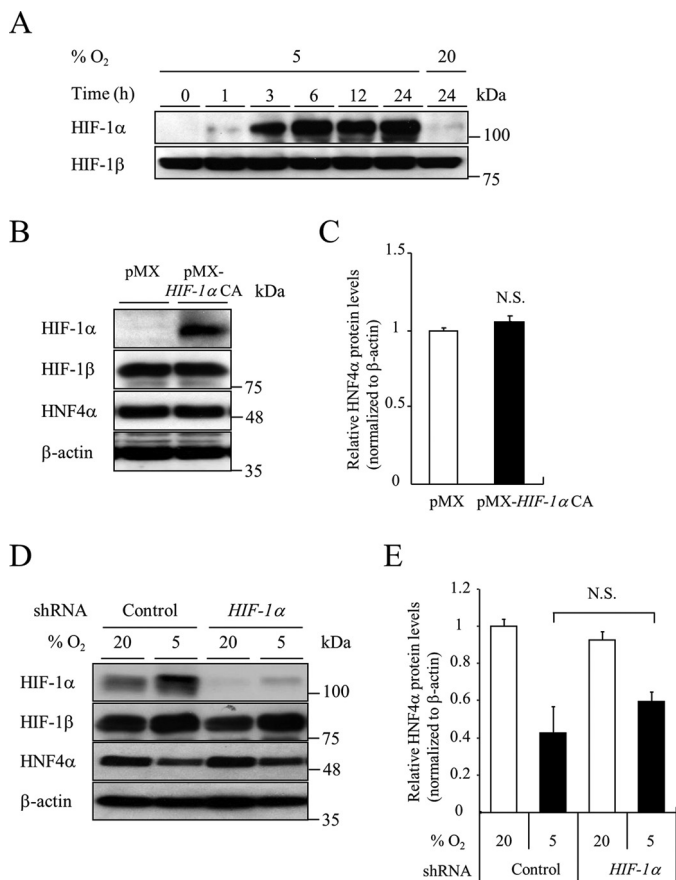 A
% O2 5 20
Time (h) 0 1 3 6 12 24 24 kDa
HIF-1α 100
HIF-1β 75
B
pMX pMX-
HIF-1α CA kDa
HIF-1α
HIF-1β 75
HNF4α 48
β-actin 35
C
Relative HNF4α protein levels
(normalized to β-actin)
1.5
N.S.
1
0.5
0
pMX pMX-HIF-1α CA
D
shRNA Control HIF-1α
% O2 20 5 20 5 kDa
HIF-1α 100
HIF-1β 75
HNF4α 48
β-actin 35
E
Relative HNF4α protein levels
(normalized to β-actin)
1.2
N.S.
1
0.8
0.6
0.4
0.2
0
% O2 20 5 20 5
shRNA Control HIF-1α